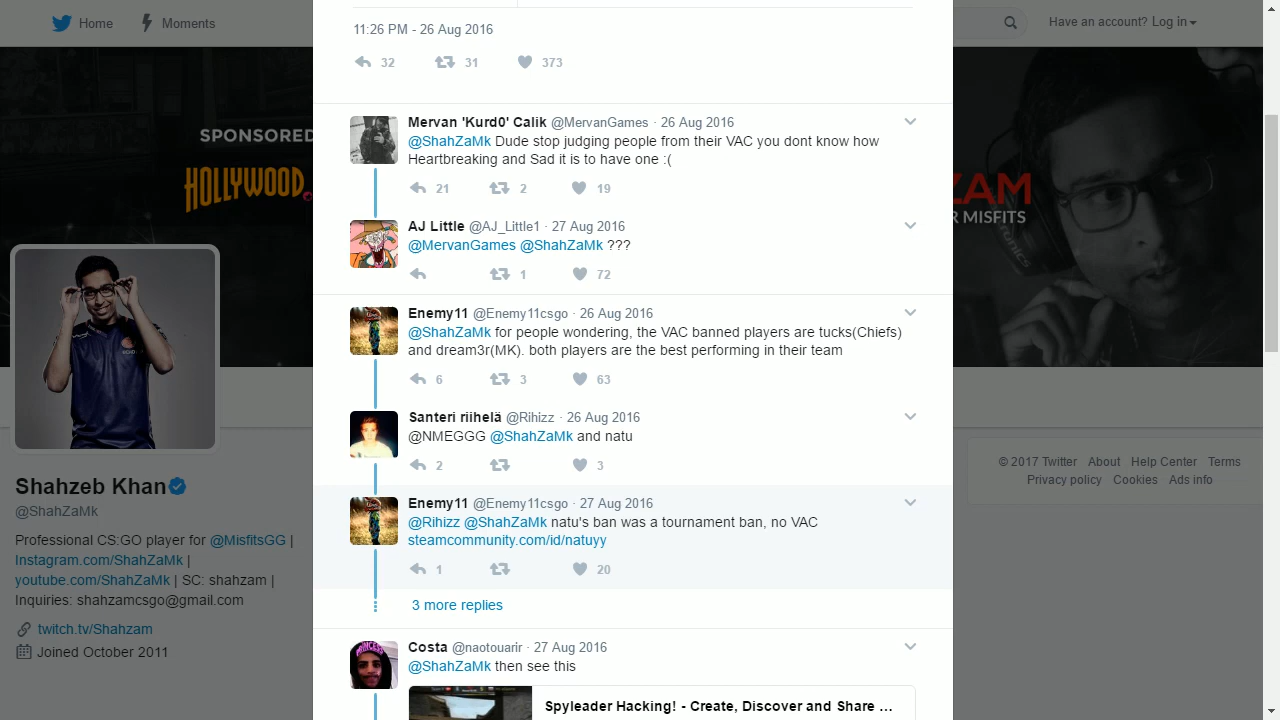 Home
Moments
Have an account? Log in
SPONSORED
HOLLYWOOD
ZAM
R MISFITS
11:26 PM - 26 Aug 2016
32 31 373
Mervan 'Kurd0' Calik @MervanGames · 26 Aug 2016
@ShahZaMk Dude stop judging people from their VAC you dont know how
Heartbreaking and Sad it is to have one :(
21 2 19
AJ Little @AJ_Little1 · 27 Aug 2016
@MervanGames @ShahZaMk ???
1 72
Enemy11 @Enemy11csgo · 26 Aug 2016
@ShahZaMk for people wondering, the VAC banned players are tucks(Chiefs)
and dream3r(MK). both players are the best performing in their team
6 3 63
Santeri riihelä @Rihizz · 26 Aug 2016
@NMEGGG @ShahZaMk and natu
2 3
Enemy11 @Enemy11csgo · 27 Aug 2016
@Rihizz @ShahZaMk natu's ban was a tournament ban, no VAC
steamcommunity.com/id/natuyy
1 20
3 more replies
Costa @naotouarir · 27 Aug 2016
@ShahZaMk then see this
Spyleader Hacking! - Create, Discover and Share ...
Shahzeb Khan
@ShahZaMk
Professional CS:GO player for @MisfitsGG |
Instagram.com/ShahZaMk |
youtube.com/ShahZaMk | SC: shahzam |
Inquiries: shahzamcsgo@gmail.com
twitch.tv/Shahzam
Joined October 2011
© 2017 Twitter About Help Center Terms
Privacy policy Cookies Ads info